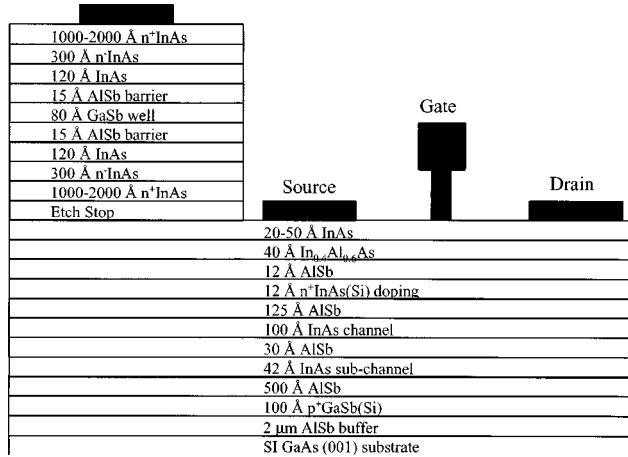 1000-2000 Å n⁺InAs
300 Å n⁻InAs
120 Å InAs
15 Å AlSb barrier
80 Å GaSb well
15 Å AlSb barrier
120 Å InAs
300 Å n⁻InAs
1000-2000 Å n⁺InAs
Etch Stop
Source
Gate
Drain
20-50 Å InAs
40 Å In₀.₄Al₀.₆As
12 Å AlSb
12 Å n⁺InAs(Si) doping
125 Å AlSb
100 Å InAs channel
30 Å AlSb
42 Å InAs sub-channel
500 Å AlSb
100 Å p⁺GaSb(Si)
2 μm AlSb buffer
SI GaAs (001) substrate